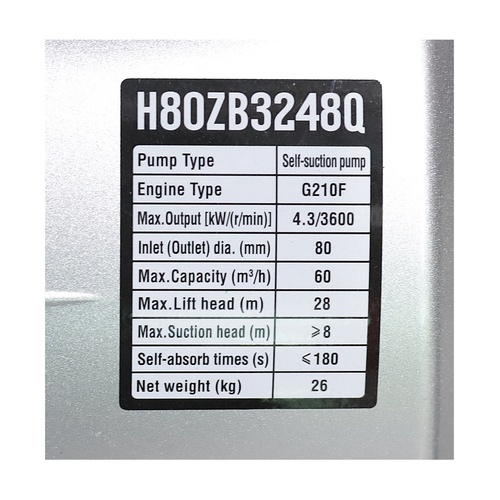 H80ZB3248Q
Pump Type Self-suction pump
Engine Type G210F
Max.Output [kW/(r/min)] 4.3/3600
Inlet (Outlet) dia. (mm) 80
Max.Capacity (m³/h) 60
Max.Lift head (m) 28
Max.Suction head (m) ⩾8
Self-absorb times (s) ⩽180
Net weight (kg) 26